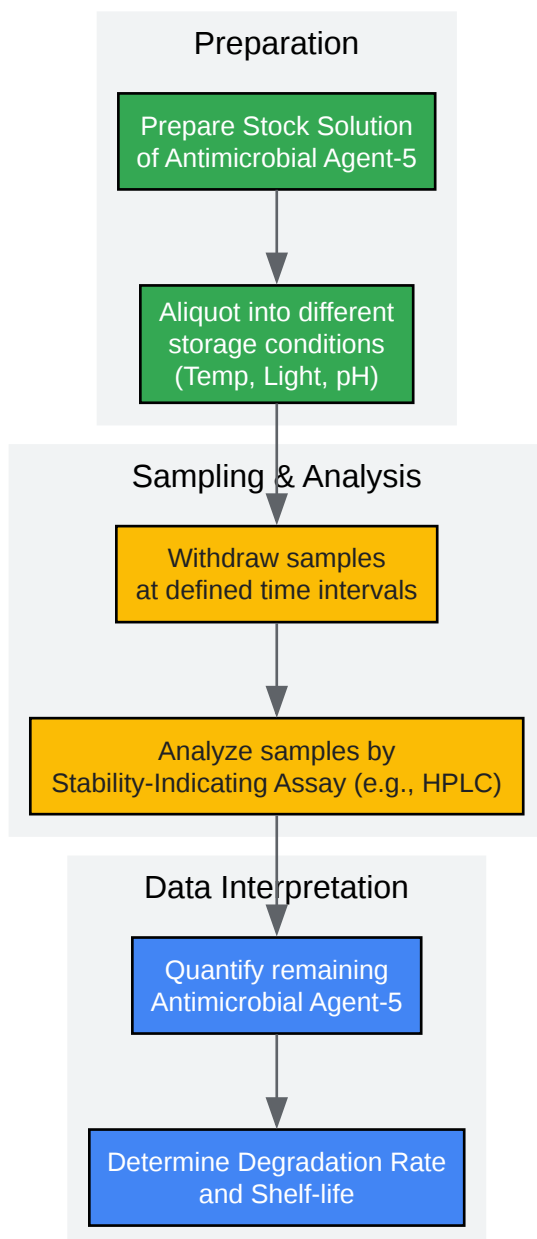 Preparation
Prepare Stock Solution
of Antimicrobial Agent-5
Aliquot into different
storage conditions
(Temp, Light, pH)
Sampling & Analysis
Withdraw samples
at defined time intervals
Analyze samples by
Stability-Indicating Assay (e.g., HPLC)
Data Interpretation
Quantify remaining
Antimicrobial Agent-5
Determine Degradation Rate
and Shelf-life